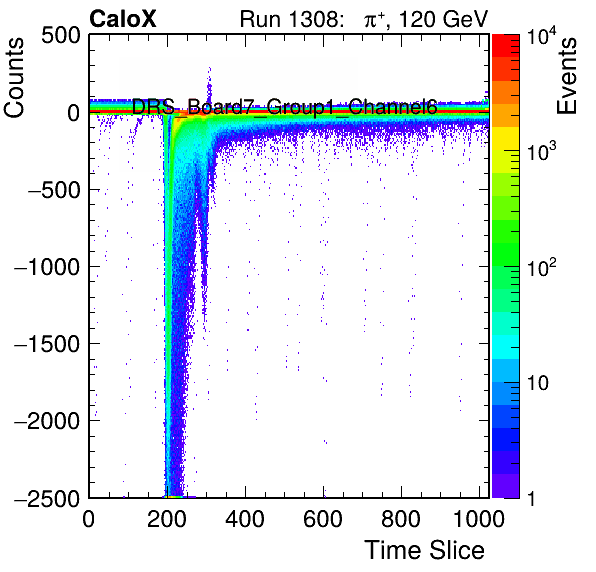 CaloX Run 1308: π⁺, 120 GeV
Counts
Events
DRS_Board7_Group1_Channel6
500
0
−500
−1000
−1500
−2000
−2500
0 200 400 600 800 1000
Time Slice
10⁴
10³
10²
10
1